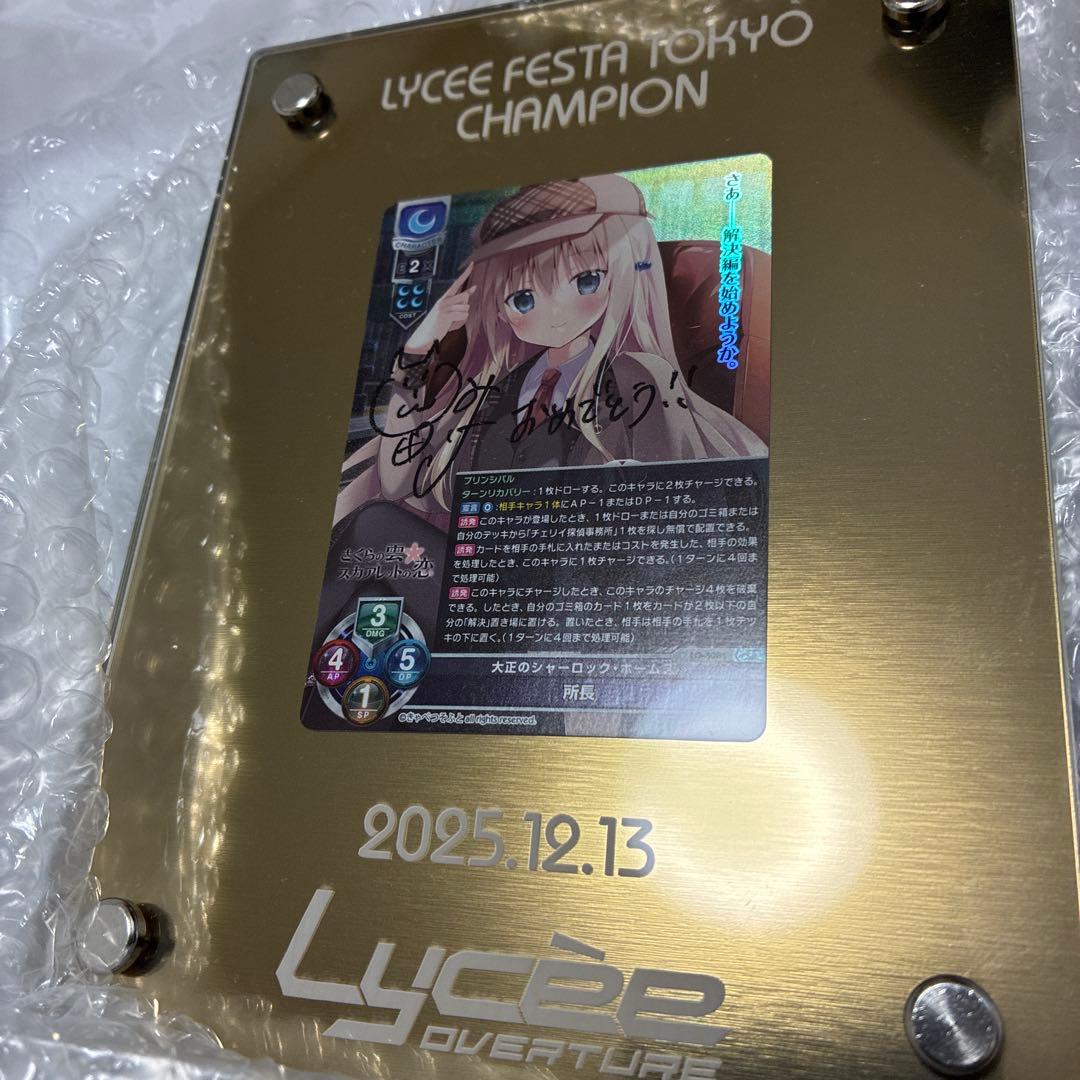 LYCEE FESTA TOKYO
CHAMPION
CHARACTER
EX 2
COST
さあ――解決編を始めようか。
おめでとう!!
プリンシパル
ターンリカバリー:1枚ドローする。このキャラに2枚チャージできる。
宣言 0:相手キャラ1体にAP-1またはDP-1する。
誘発 このキャラが登場したとき、1枚ドローまたは自分のゴミ箱または
自分のデッキから「チェリイ探偵事務所」1枚を探し無償で配置できる。
誘発 カードを相手の手札に入れたまたはコストを発生した、相手の効果
を処理したとき、このキャラに1枚チャージできる。(1ターンに4回ま
で処理可能)
誘発 このキャラにチャージしたとき、このキャラのチャージ4枚を破棄
できる。したとき、自分のゴミ箱のカード1枚をカードが2枚以下の自
分の「解決」置き場に置ける。置いたとき、相手は相手の手札を1枚デッ
キの下に置く。(1ターンに4回まで処理可能)
さくらの雲★
スカアレットの恋
3
DMG
4
AP
5
DP
1
SP
大正のシャーロック・ホームズ
所長
©きゃべつそふと all rights reserved.
2025.12.13
Lycèe
OVERTURE